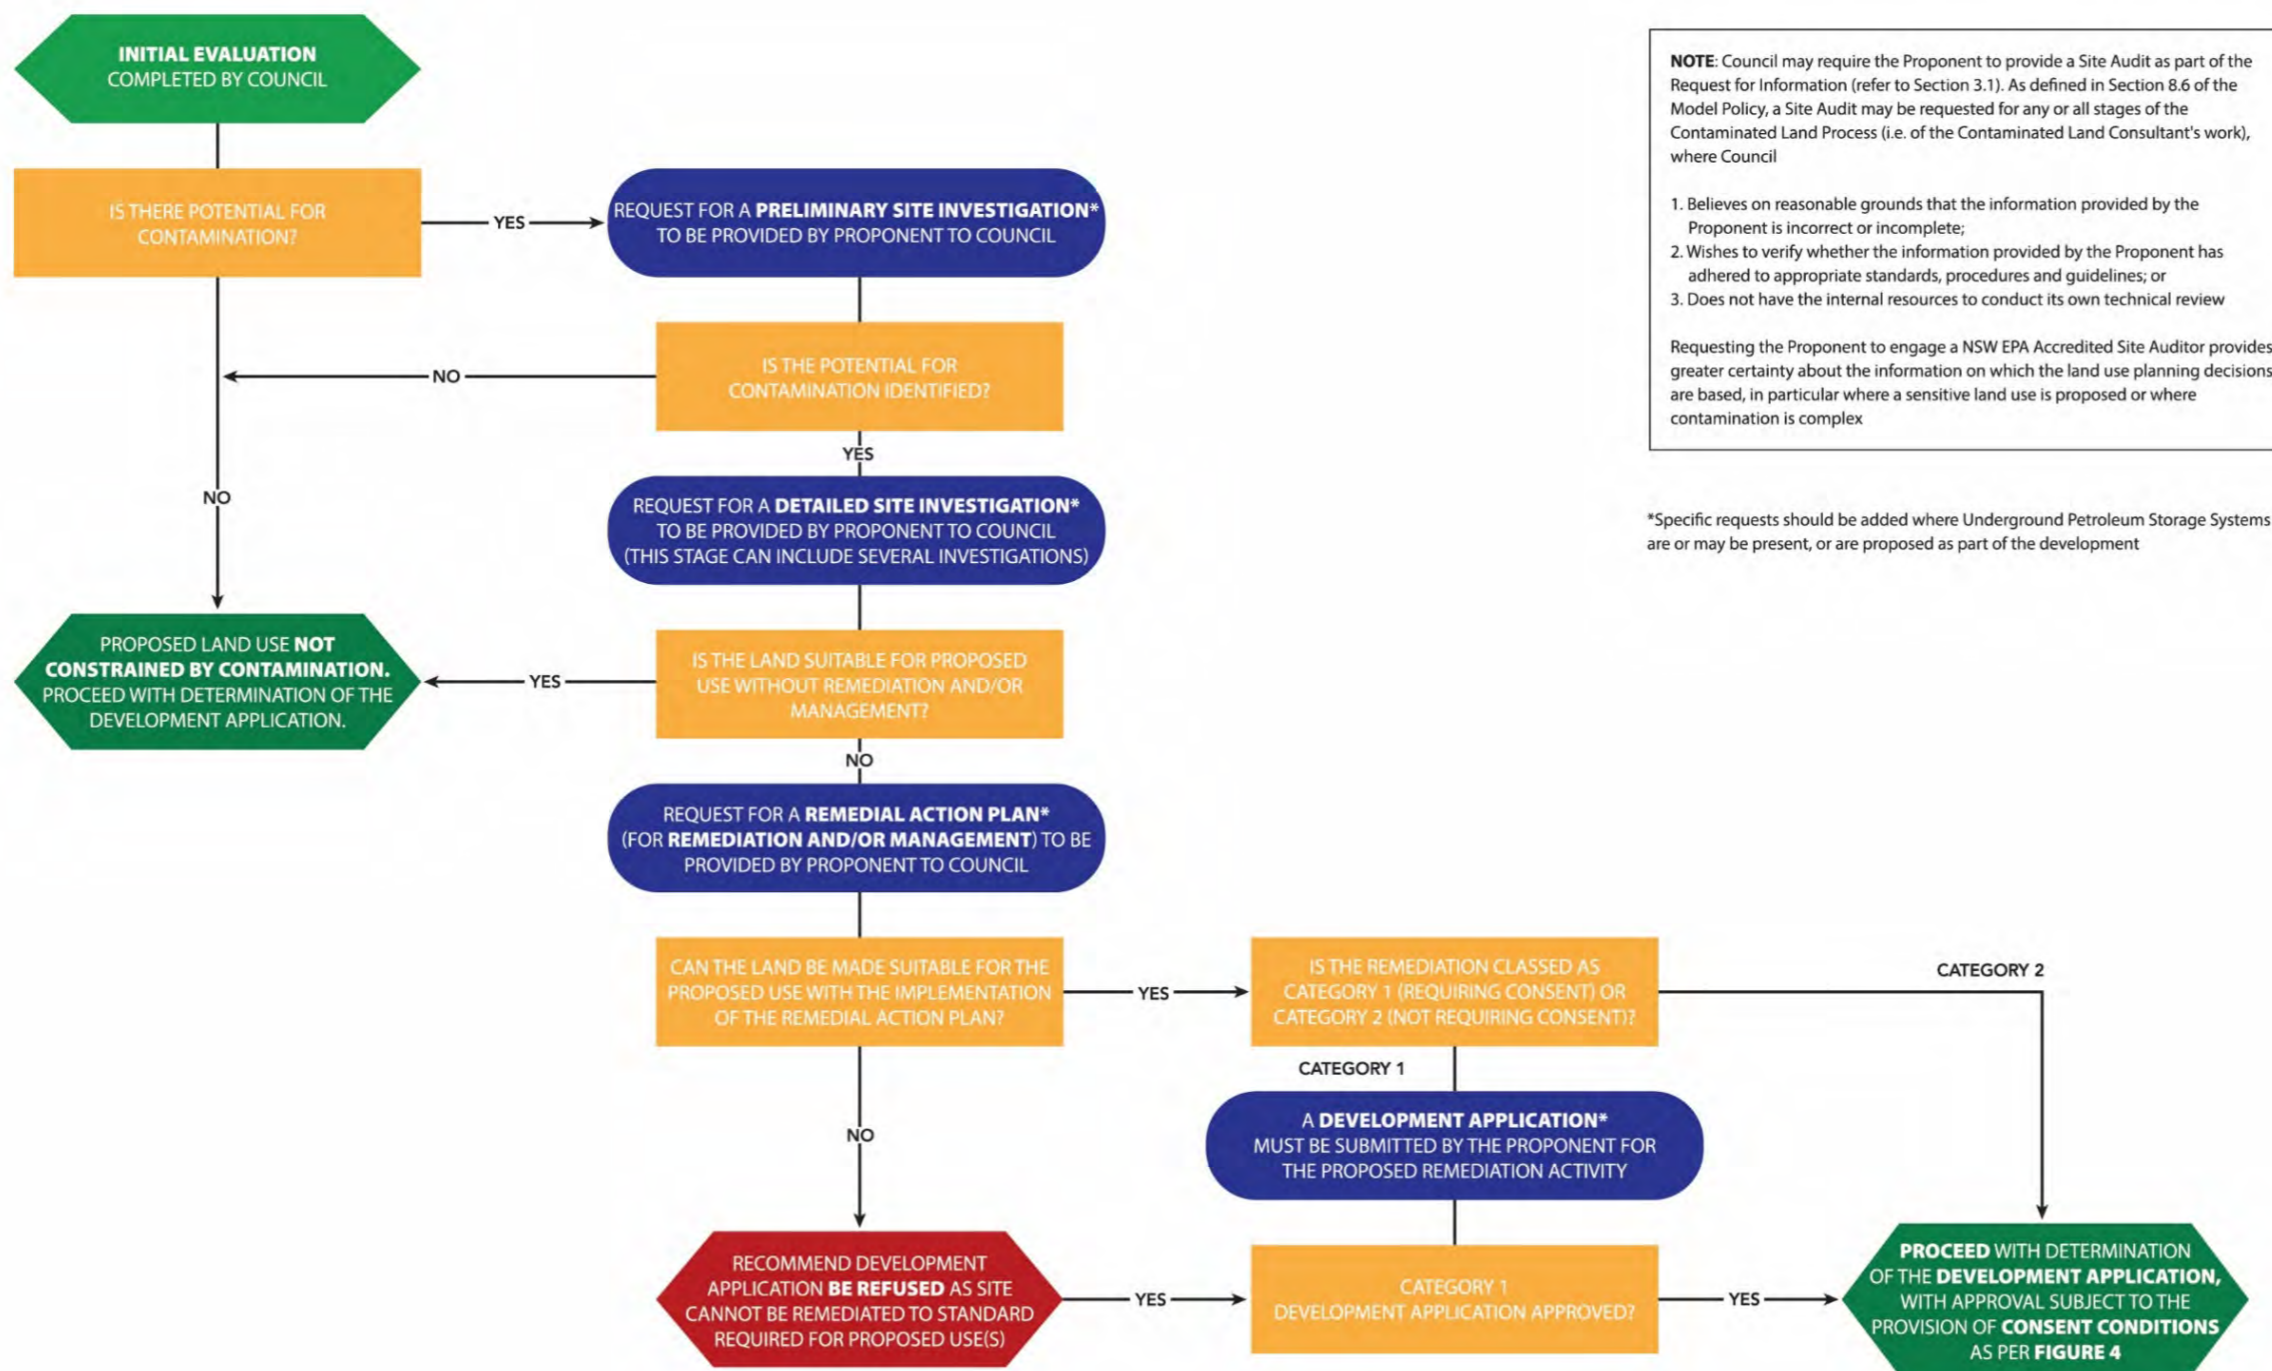 INITIAL EVALUATION
COMPLETED BY COUNCIL
IS THERE POTENTIAL FOR
CONTAMINATION?
YES
REQUEST FOR A PRELIMINARY SITE INVESTIGATION*
TO BE PROVIDED BY PROPONENT TO COUNCIL
IS THE POTENTIAL FOR
CONTAMINATION IDENTIFIED?
NO
YES
NO
REQUEST FOR A DETAILED SITE INVESTIGATION*
TO BE PROVIDED BY PROPONENT TO COUNCIL
(THIS STAGE CAN INCLUDE SEVERAL INVESTIGATIONS)
PROPOSED LAND USE NOT
CONSTRAINED BY CONTAMINATION.
PROCEED WITH DETERMINATION OF THE
DEVELOPMENT APPLICATION.
YES
IS THE LAND SUITABLE FOR PROPOSED
USE WITHOUT REMEDIATION AND/OR
MANAGEMENT?
NO
REQUEST FOR A REMEDIAL ACTION PLAN*
(FOR REMEDIATION AND/OR MANAGEMENT) TO BE
PROVIDED BY PROPONENT TO COUNCIL
CAN THE LAND BE MADE SUITABLE FOR THE
PROPOSED USE WITH THE IMPLEMENTATION
OF THE REMEDIAL ACTION PLAN?
YES
IS THE REMEDIATION CLASSED AS
CATEGORY 1 (REQUIRING CONSENT) OR
CATEGORY 2 (NOT REQUIRING CONSENT)?
CATEGORY 2
CATEGORY 1
NO
A DEVELOPMENT APPLICATION*
MUST BE SUBMITTED BY THE PROPONENT FOR
THE PROPOSED REMEDIATION ACTIVITY
RECOMMEND DEVELOPMENT
APPLICATION BE REFUSED AS SITE
CANNOT BE REMEDIATED TO STANDARD
REQUIRED FOR PROPOSED USE(S)
YES
CATEGORY 1
DEVELOPMENT APPLICATION APPROVED?
YES
PROCEED WITH DETERMINATION
OF THE DEVELOPMENT APPLICATION,
WITH APPROVAL SUBJECT TO THE
PROVISION OF CONSENT CONDITIONS
AS PER FIGURE 4
NOTE: Council may require the Proponent to provide a Site Audit as part of the
Request for Information (refer to Section 3.1). As defined in Section 8.6 of the
Model Policy, a Site Audit may be requested for any or all stages of the
Contaminated Land Process (i.e. of the Contaminated Land Consultant's work),
where Council
1. Believes on reasonable grounds that the information provided by the
Proponent is incorrect or incomplete;
2. Wishes to verify whether the information provided by the Proponent has
adhered to appropriate standards, procedures and guidelines; or
3. Does not have the internal resources to conduct its own technical review
Requesting the Proponent to engage a NSW EPA Accredited Site Auditor provides
greater certainty about the information on which the land use planning decisions
are based, in particular where a sensitive land use is proposed or where
contamination is complex
*Specific requests should be added where Underground Petroleum Storage Systems
are or may be present, or are proposed as part of the development